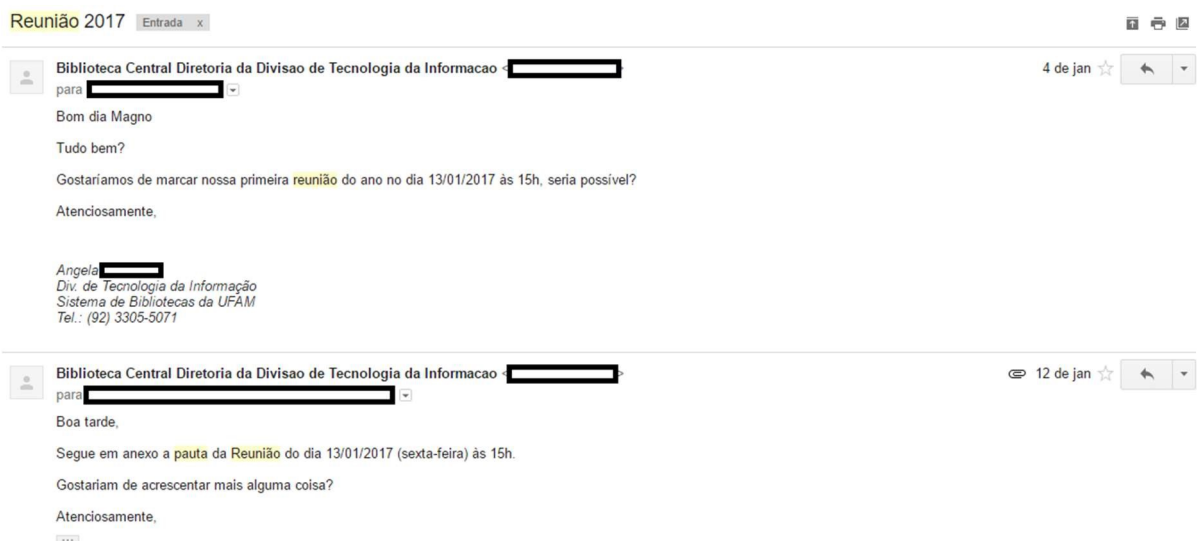 Reunião 2017 Entrada x
Biblioteca Central Diretoria da Divisao de Tecnologia da Informacao < > 4 de jan
para
Bom dia Magno
Tudo bem?
Gostaríamos de marcar nossa primeira reunião do ano no dia 13/01/2017 às 15h, seria possível?
Atenciosamente,
Angela
Div. de Tecnologia da Informação
Sistema de Bibliotecas da UFAM
Tel.: (92) 3305-5071
Biblioteca Central Diretoria da Divisao de Tecnologia da Informacao < > 12 de jan
para
Boa tarde,
Segue em anexo a pauta da Reunião do dia 13/01/2017 (sexta-feira) às 15h.
Gostariam de acrescentar mais alguma coisa?
Atenciosamente,
...